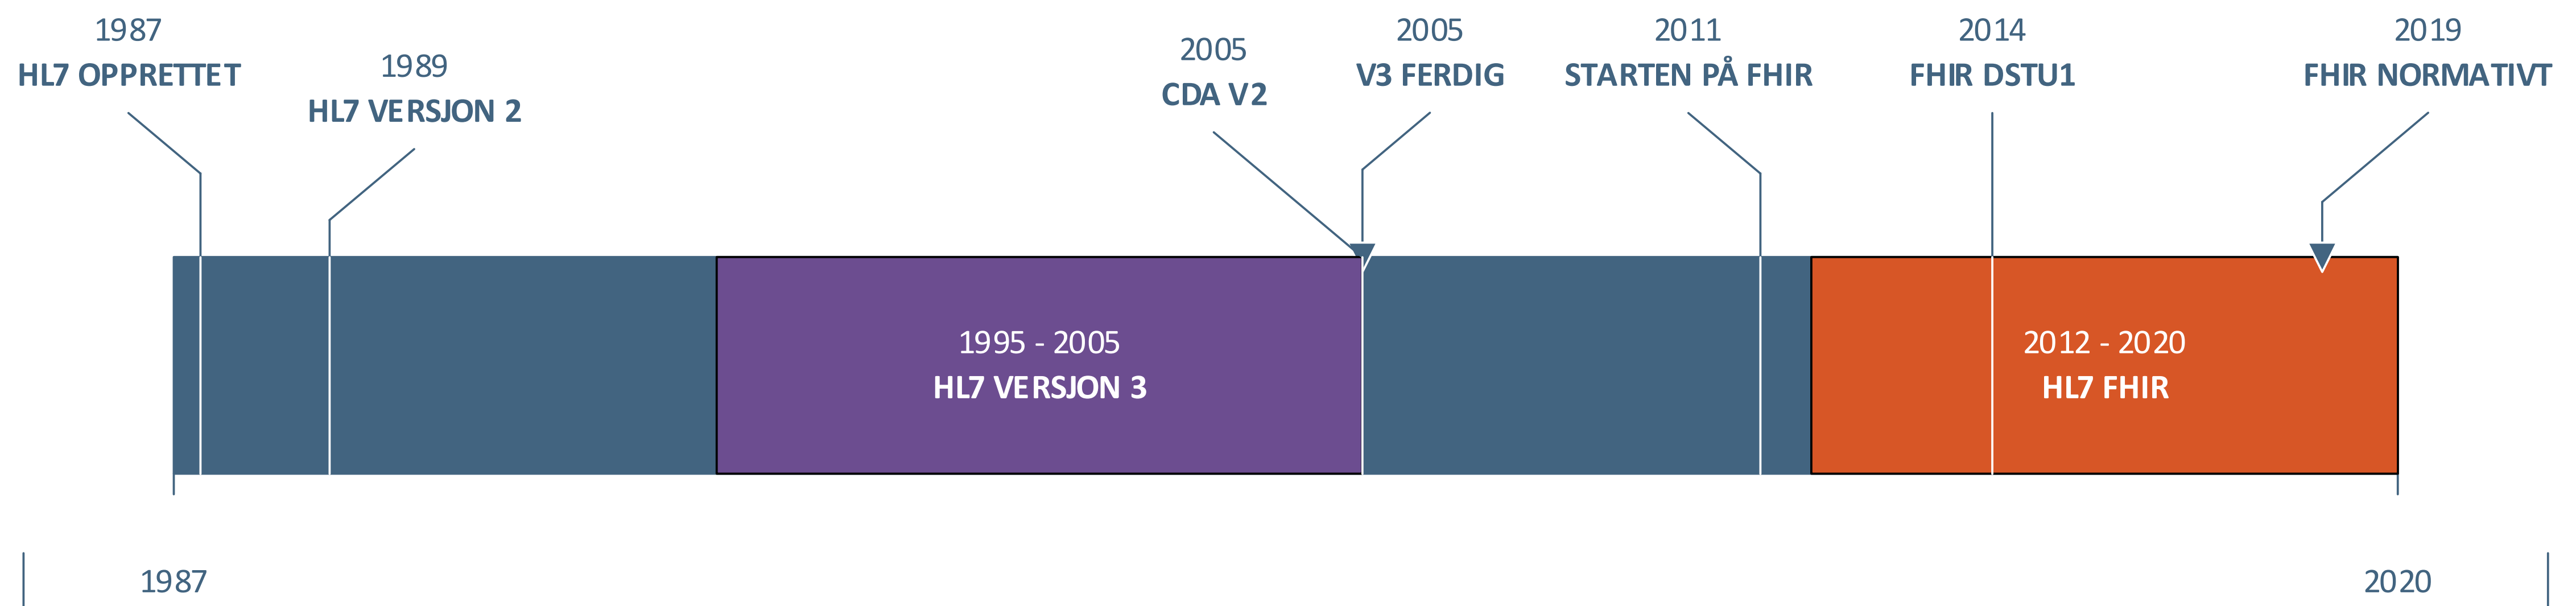 1987
HL7 OPPRETTET
1989
HL7 VERSJON 2
2005
CDA V2
2005
V3 FERDIG
2011
STARTEN PÅ FHIR
2014
FHIR DSTU1
2019
FHIR NORMATIVT
1995 - 2005
HL7 VERSJON 3
2012 - 2020
HL7 FHIR
1987
2020